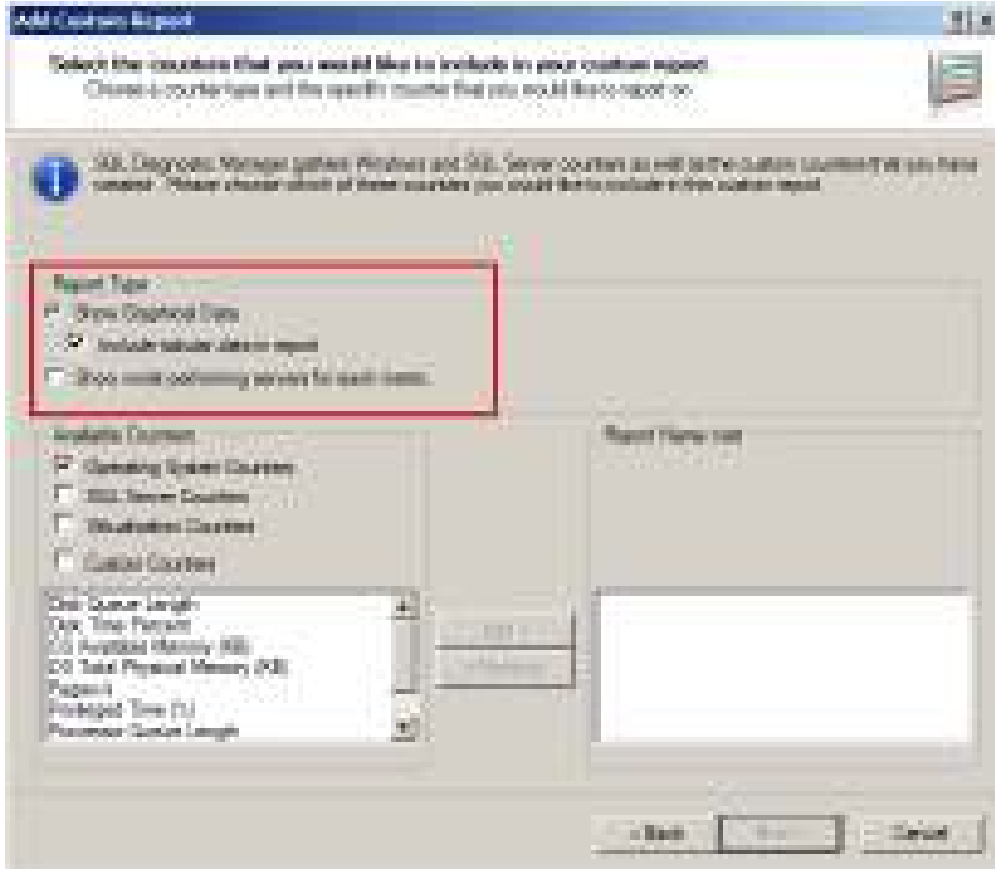 Add Custom Report
Select the counters that you would like to include in your custom report
Choose a counter type and the specific counter that you would like to report on
SQL Diagnostic Manager gathers Windows and SQL Server counters as well as the custom counters that you have
created. Please choose which of these counters you would like to include in this custom report.
Report Type
Show Graphical Data
Include tabular data in report
Show worst performing servers for each metric
Available Counters
Operating System Counters
SQL Server Counters
Virtualization Counters
Custom Counters
Disk Queue Length
Disk Time Percent
OS Available Memory (KB)
OS Total Physical Memory (KB)
Pages/s
Privileged Time (%)
Processor Queue Length
Report
< Remove
< Back
Cancel